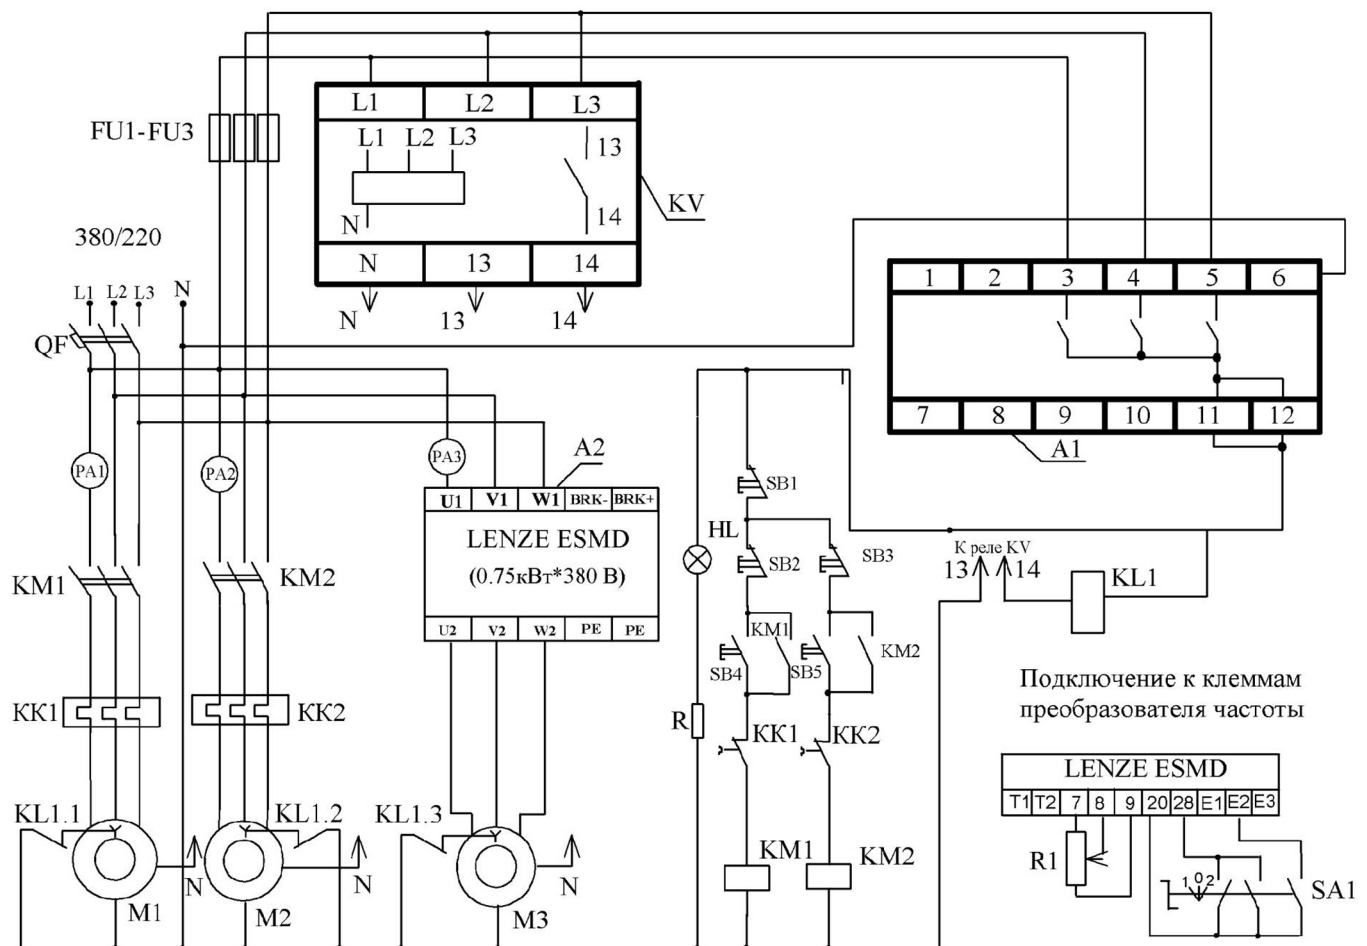 L1 L2 L3
FU1-FU3
L1 L2 L3 13
KV
N 14
380/220
N 13 14
1 2 3 4 5 6
L1 L2 L3 N
N 13 14
QF
7 8 9 10 11 12
A1
PA1 PA2 PA3
A2
U1 V1 W1 BRK- BRK+
SB1
LENZE ESMD
(0.75кВт*380 В)
HL
SB2 SB3
К реле KV
13 14
KL1
KM1 KM2
U2 V2 W2 PE PE
KM1
SB4 SB5 KM2
КК1 КК2
R
КК1 КК2
Подключение к клеммам
преобразователя частоты
LENZE ESMD
T1 T2 7 8 9 20 28 E1 E2 E3
KL1.1 KL1.2 KL1.3
KM1 KM2
R1
1 0 2
SA1
N N N
M1 M2 M3